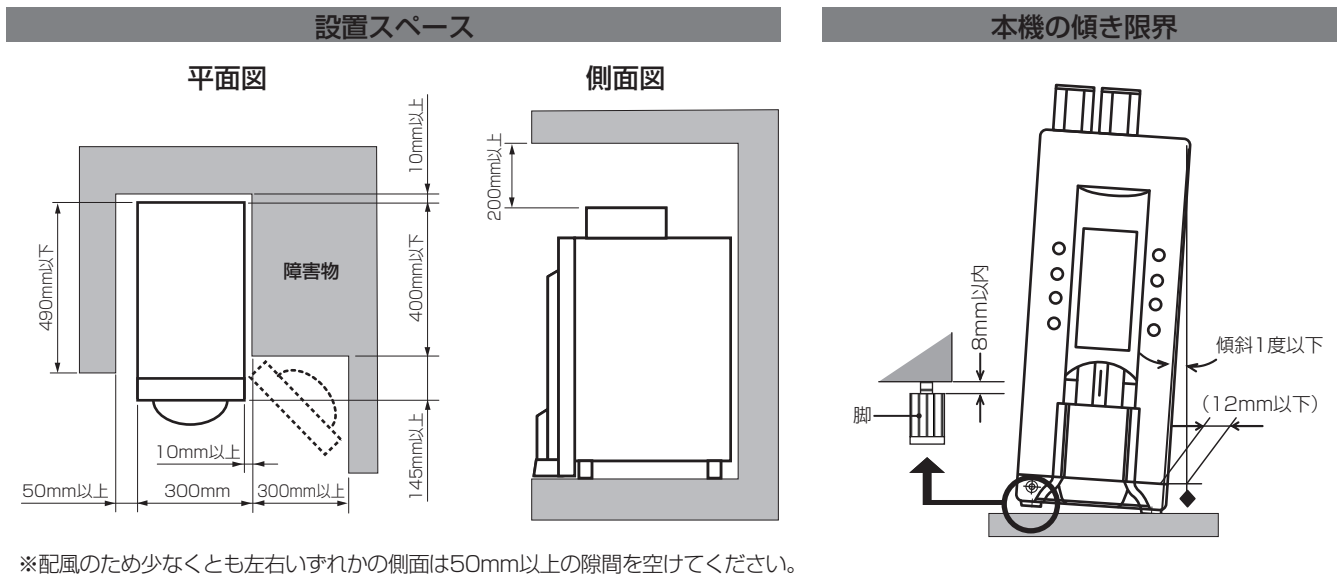 設置スペース
本機の傾き限界
平面図
側面図
10mm以上
490mm以下
障害物
400mm以下
145mm以上
10mm以上
50mm以上
300mm
300mm以上
200mm以上
8mm以内
脚
傾斜1度以下
（12mm以下）
※配風のため少なくとも左右いずれかの側面は50mm以上の隙間を空けてください。